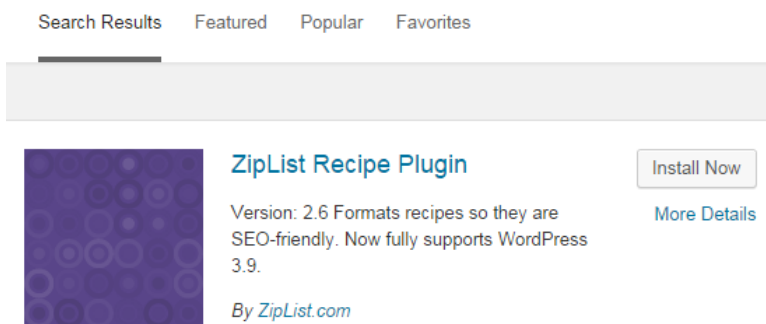 Search Results Featured Popular Favorites
ZipList Recipe Plugin
Install Now
More Details
Version: 2.6 Formats recipes so they are
SEO-friendly. Now fully supports WordPress
3.9.
By ZipList.com